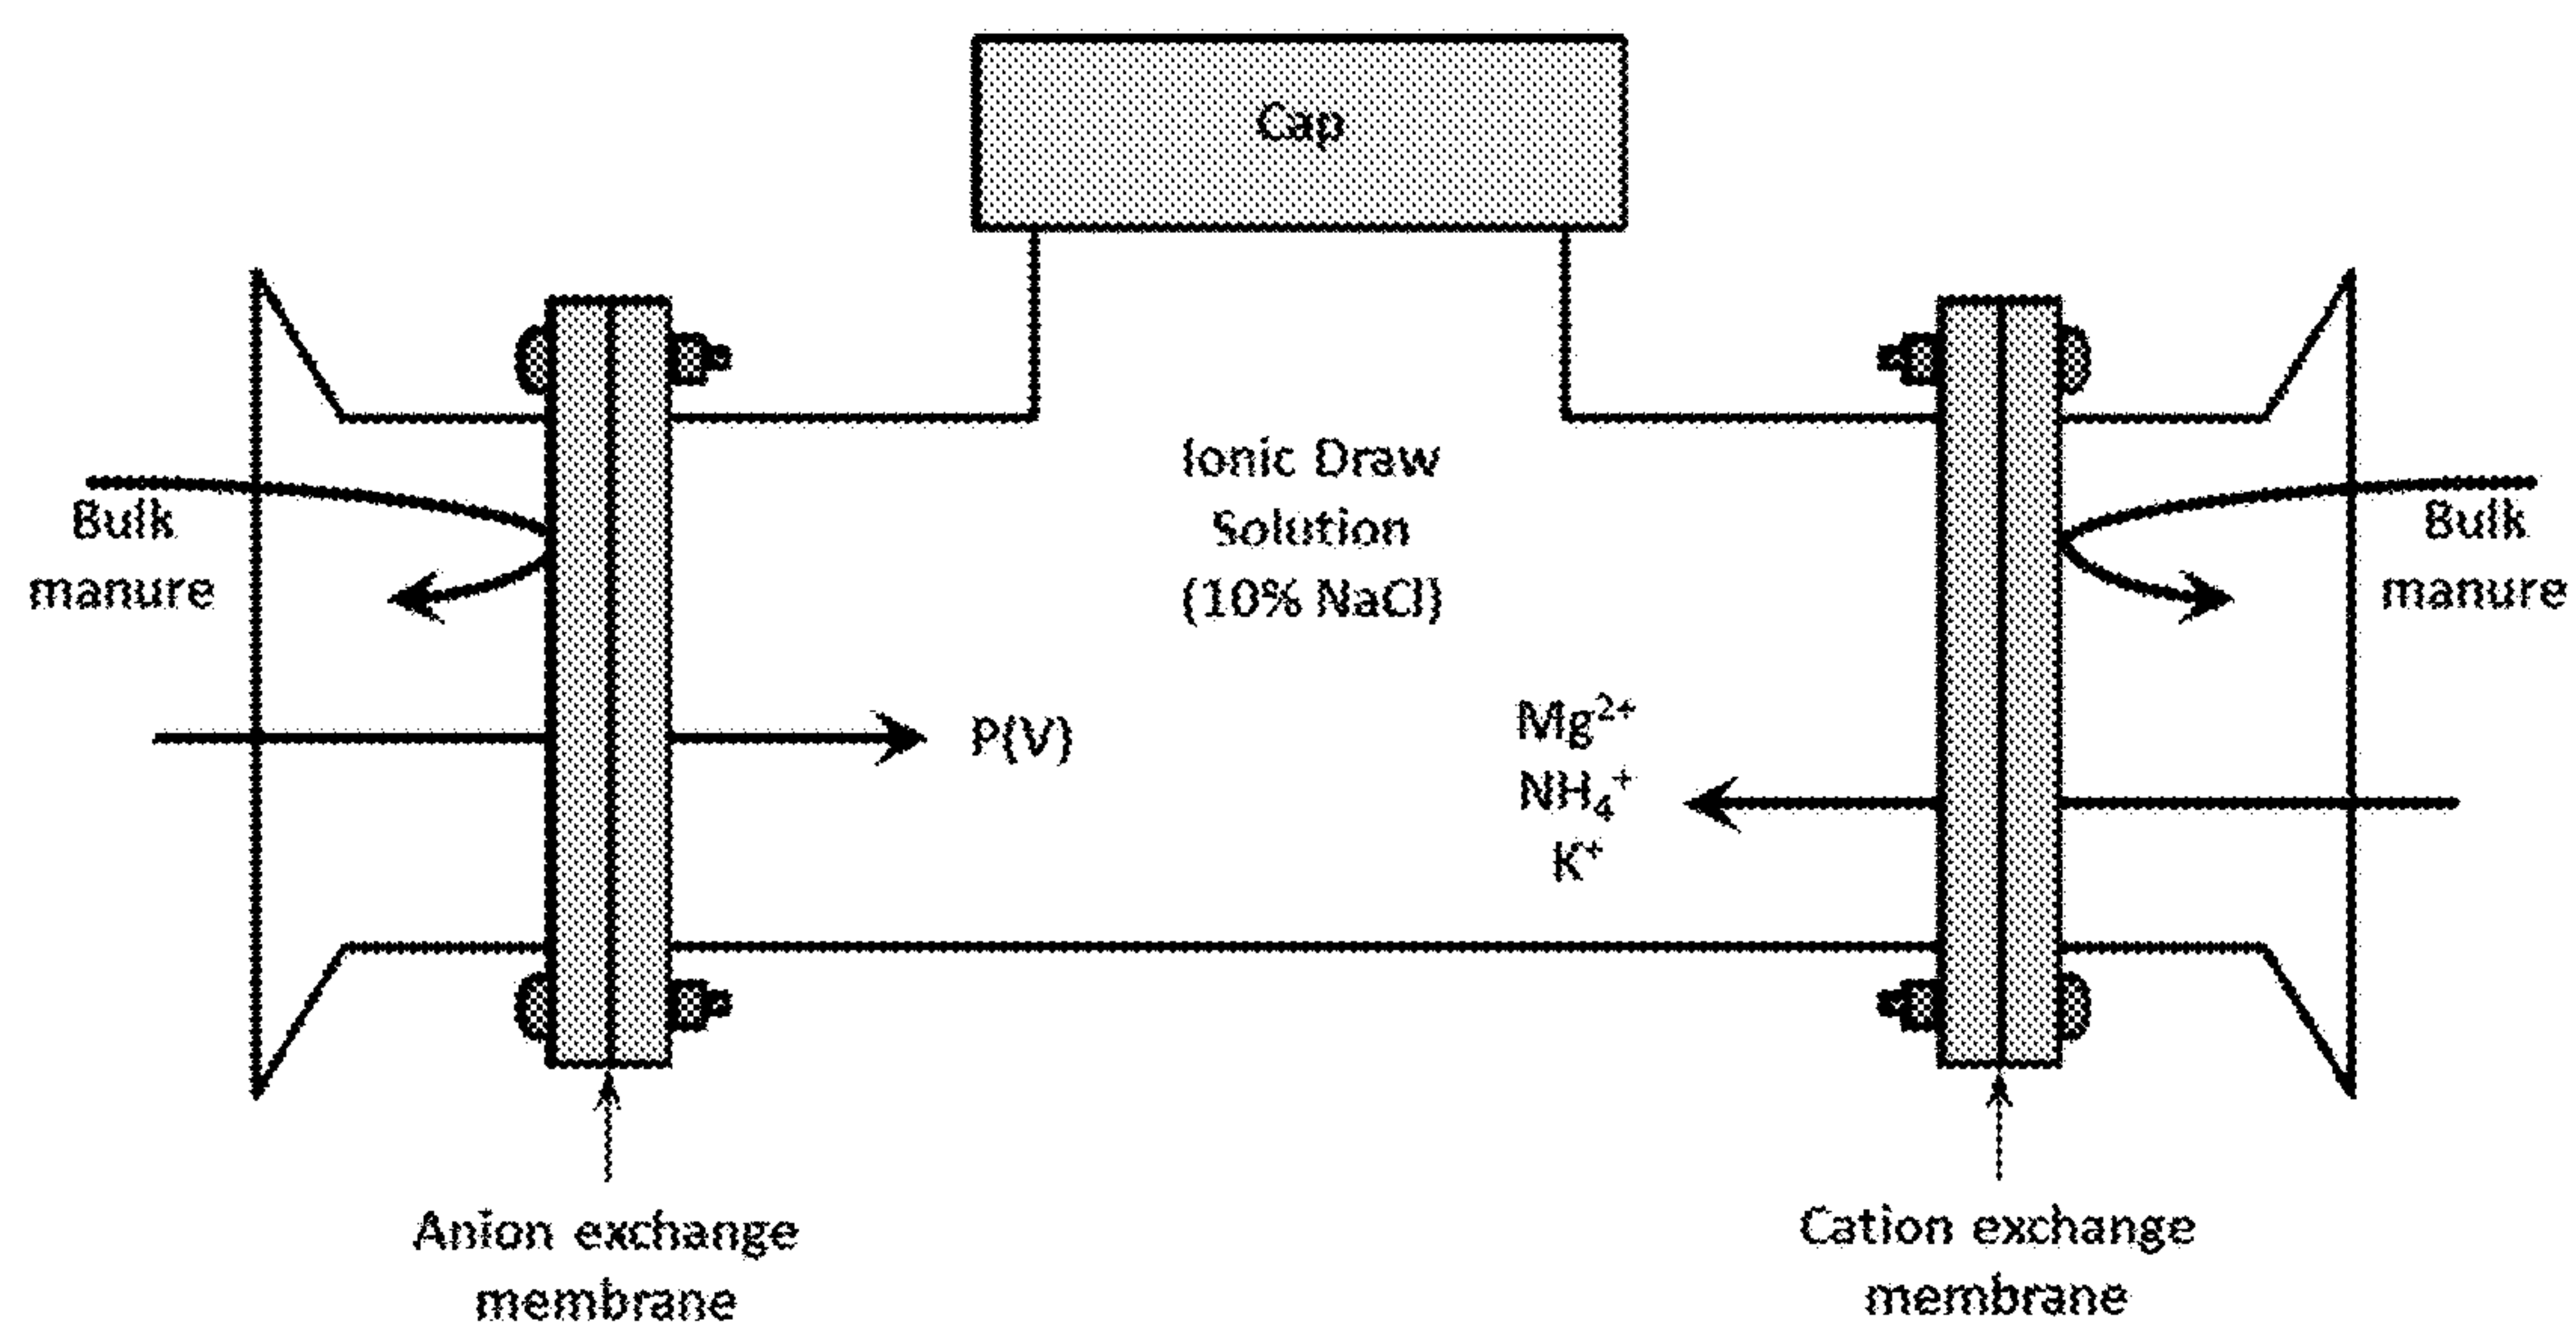 Cap
Ionic Draw
Solution
(10% NaCl)
Bulk
manure
Bulk
manure
P(V)
Mg²⁺
NH₄⁺
K⁺
Anion exchange
membrane
Cation exchange
membrane